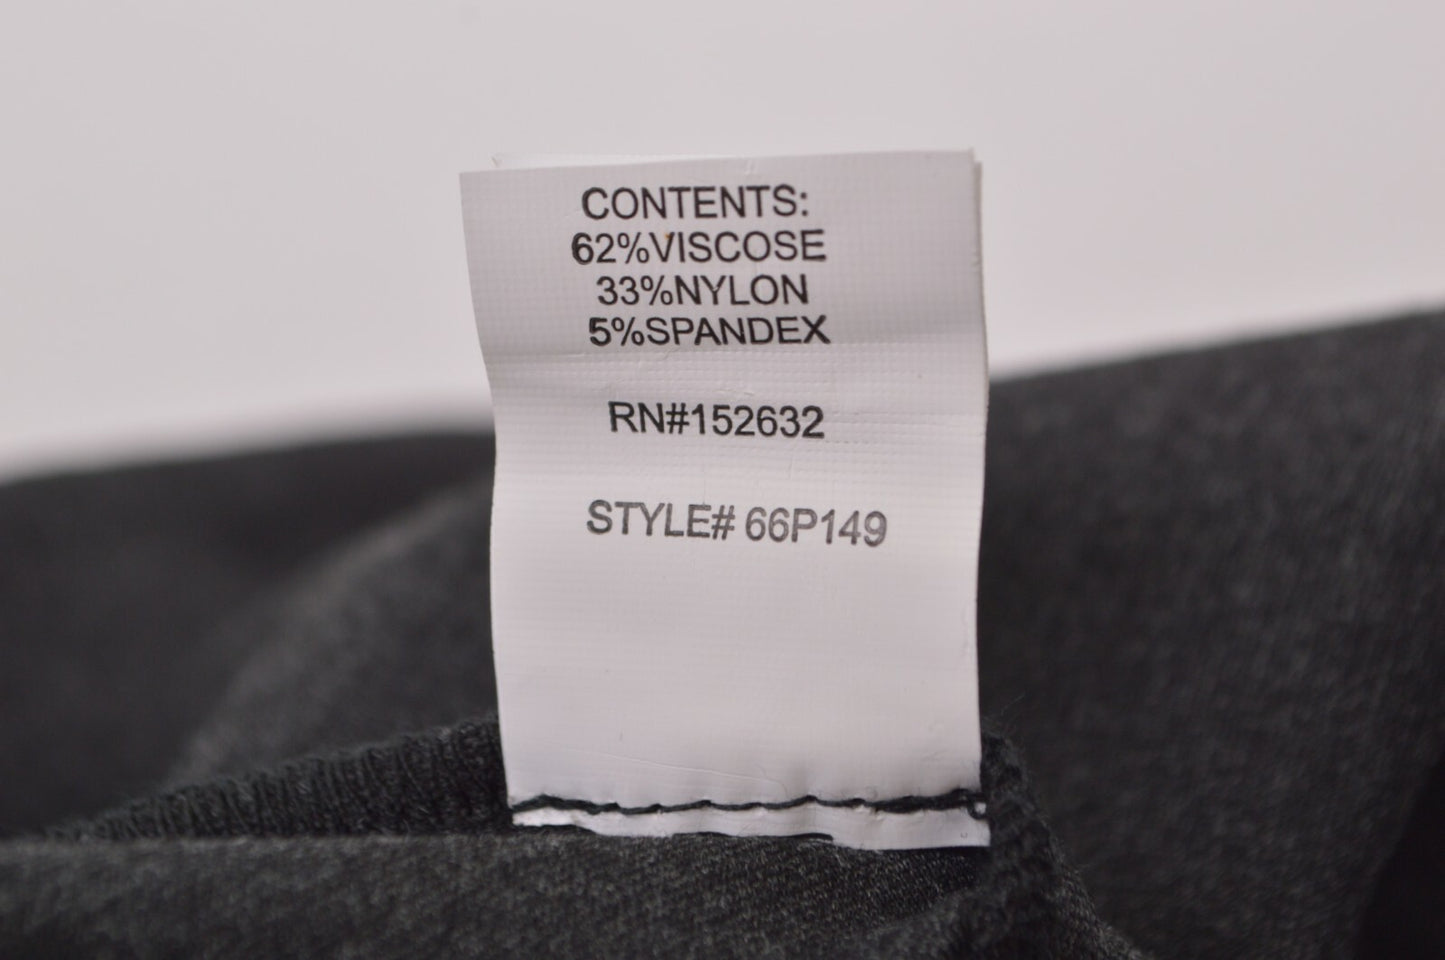 CONTENTS:
62%VISCOSE
33%NYLON
5%SPANDEX
RN#152632
STYLE# 66P149